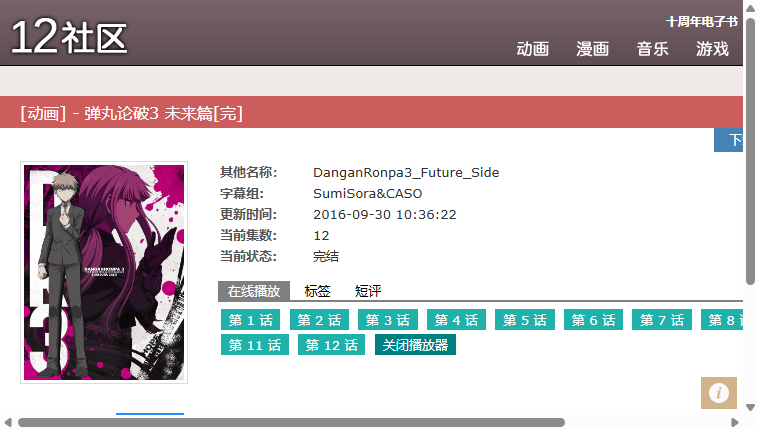 12社区
十周年电子书
动画 漫画 音乐 游戏
[动画] - 弹丸论破3 未来篇[完]
下
DANGANRONPA 3
其他名称: DanganRonpa3_Future_Side
字幕组: SumiSora&CASO
更新时间: 2016-09-30 10:36:22
当前集数: 12
当前状态: 完结
在线播放 标签 短评
第 1 话 第 2 话 第 3 话 第 4 话 第 5 话 第 6 话 第 7 话 第 8
第 11 话 第 12 话 关闭播放器